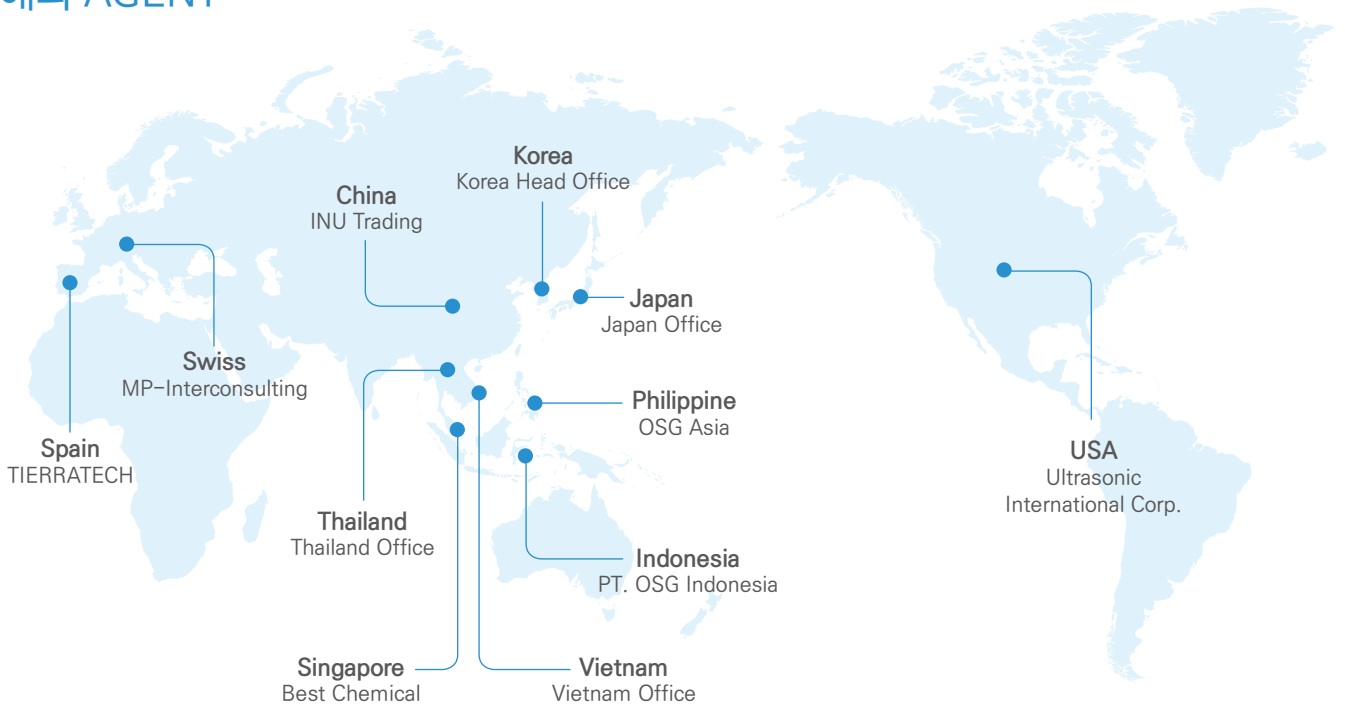 AGENT
Korea
Korea Head Office
China
INU Trading
Japan
Japan Office
Swiss
MP-Interconsulting
Philippine
OSG Asia
Spain
TIERRATECH
USA
Ultrasonic
International Corp.
Thailand
Thailand Office
Indonesia
PT. OSG Indonesia
Singapore
Best Chemical
Vietnam
Vietnam Office